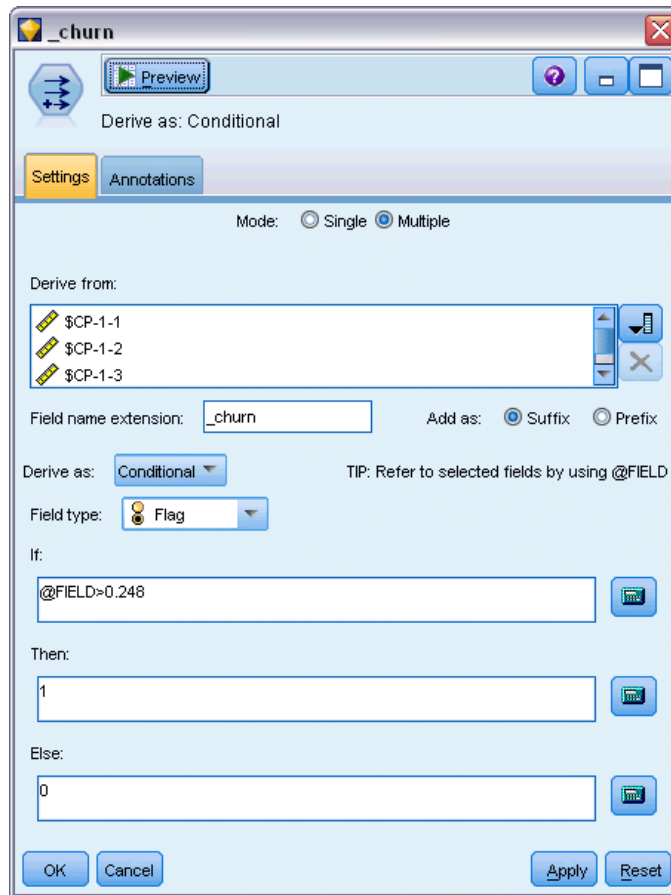 _churn
Preview
Derive as: Conditional
Settings Annotations
Mode: Single Multiple
Derive from:
$CP-1-1
$CP-1-2
$CP-1-3
Field name extension: _churn Add as: Suffix Prefix
Derive as: Conditional TIP: Refer to selected fields by using @FIELD
Field type: Flag
If:
@FIELD>0.248
Then:
1
Else:
0
OK Cancel Apply Reset